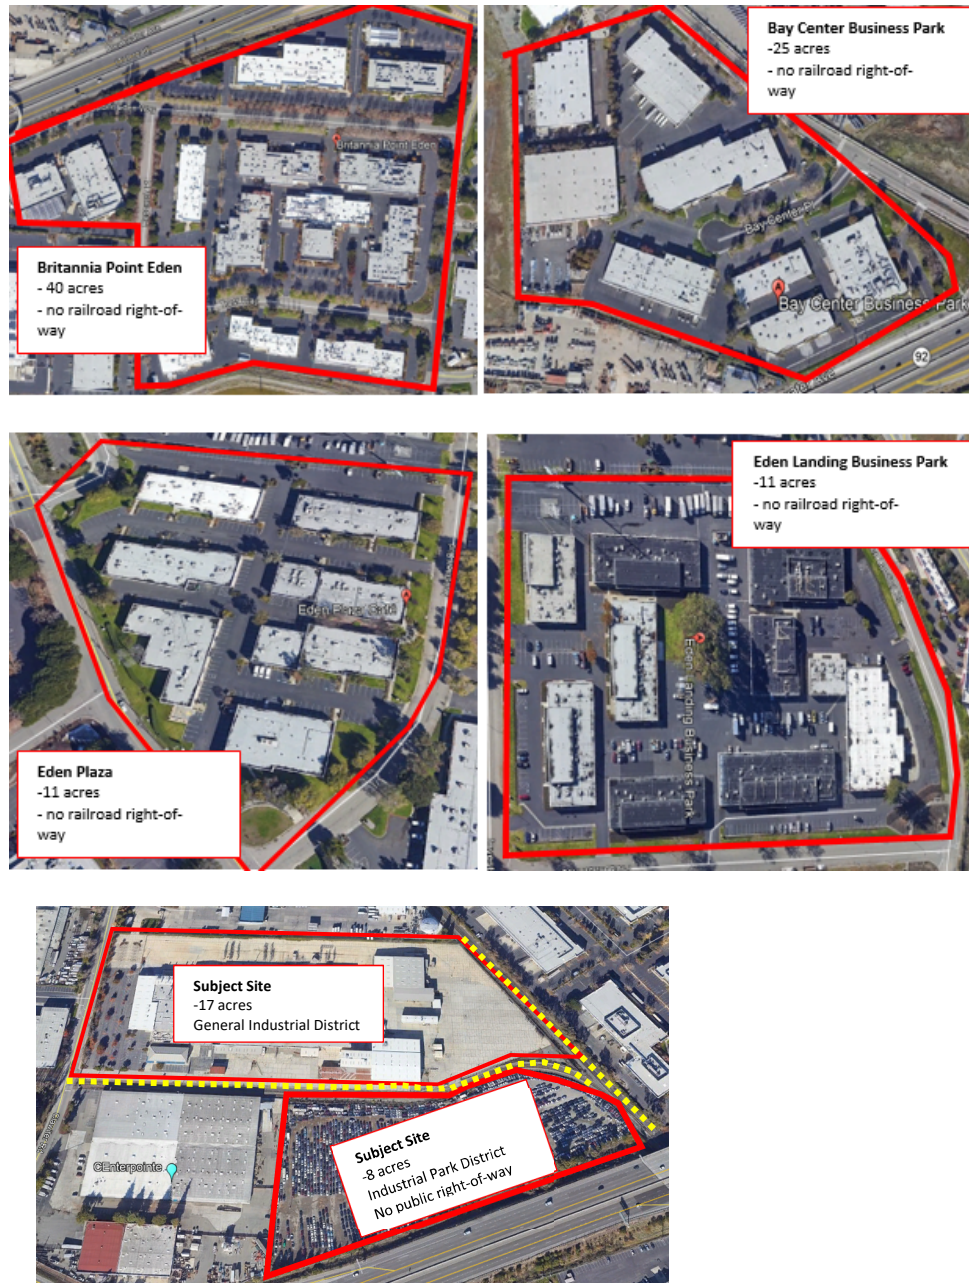 Britannia Point Eden
Britannia Point Eden
- 40 acres
- no railroad right-of-
way
Bay Center Business Park
-25 acres
- no railroad right-of-
way
Bay Center Pl
A
Bay Center Business Park
92
Eden Plaza Café
Eden Plaza
-11 acres
- no railroad right-of-
way
Eden Landing Business Park
-11 acres
- no railroad right-of-
way
Eden Landing Business Park
Subject Site
-17 acres
General Industrial District
CEnterpointe
Subject Site
-8 acres
Industrial Park District
No public right-of-way